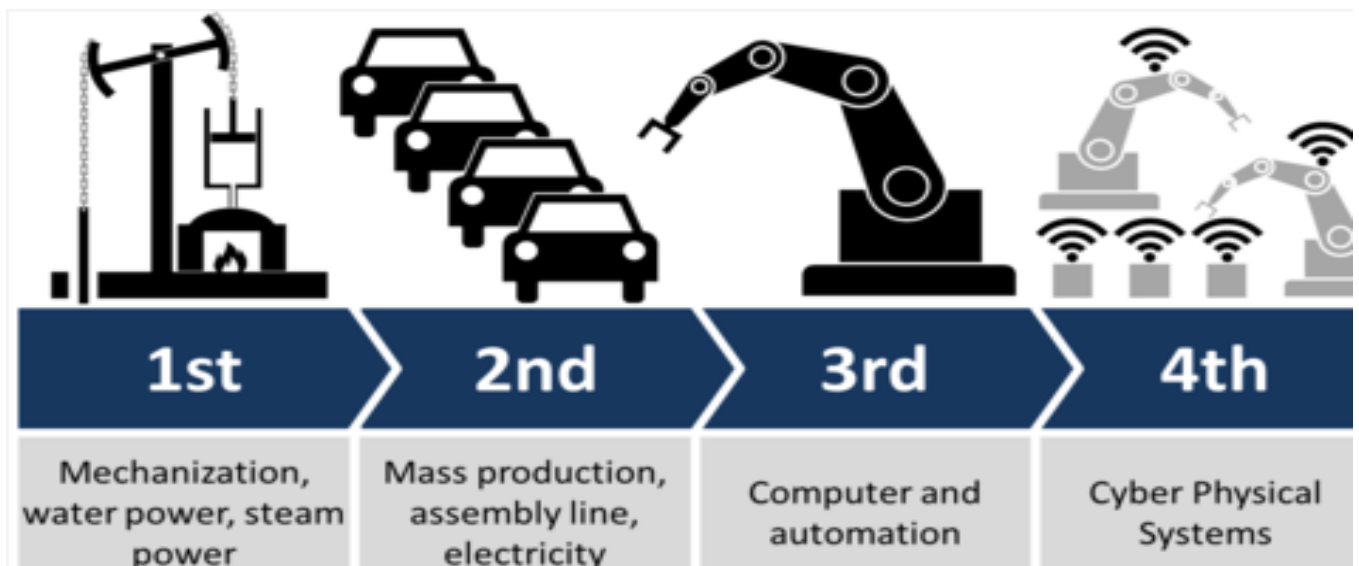 1st
2nd
3rd
4th
Mechanization,
water power, steam
power
Mass production,
assembly line,
electricity
Computer and
automation
Cyber Physical
Systems